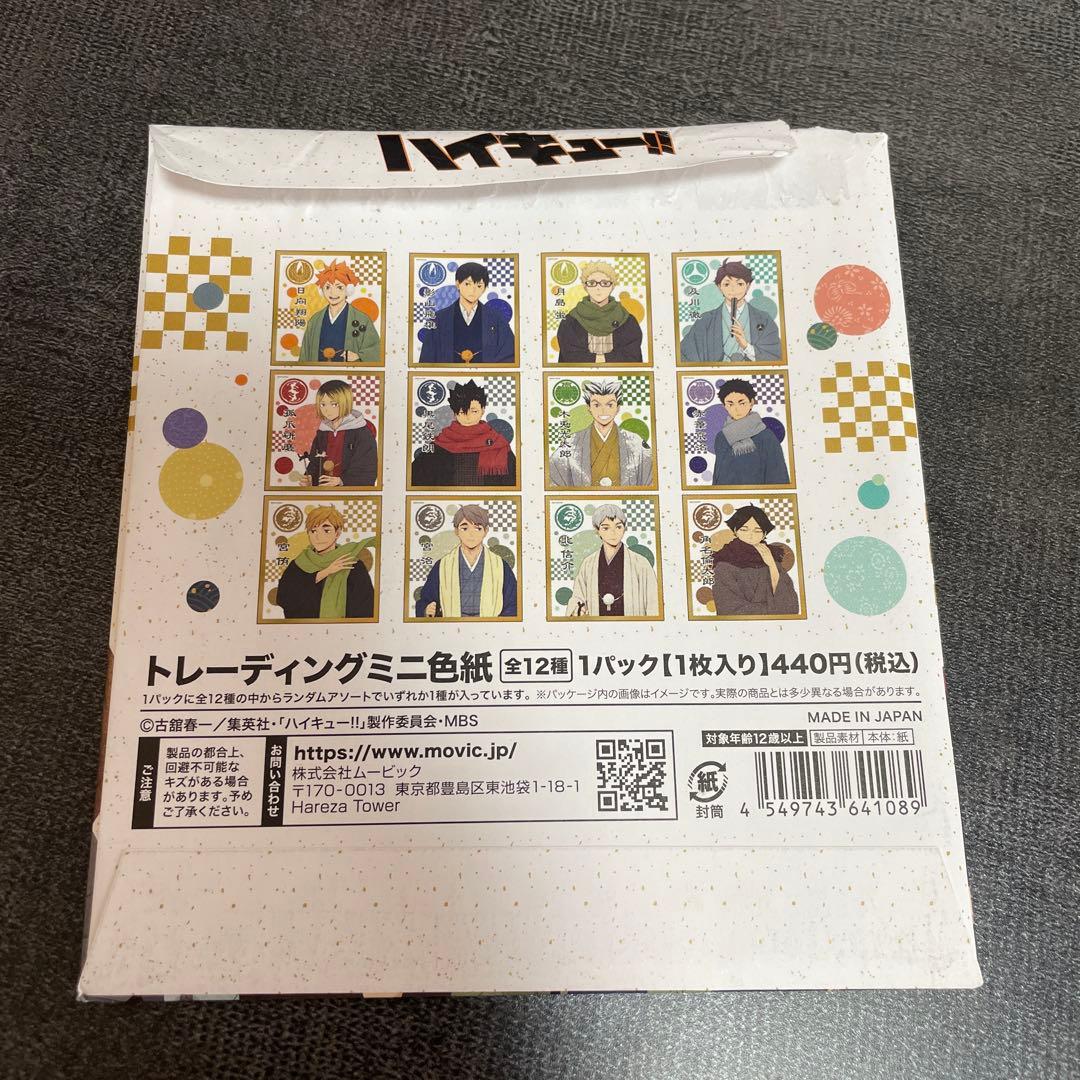 ハイキュー!!
日向翔陽
影山飛雄
月島蛍
及川徹
孤爪研磨
黒尾鉄朗
木兎光太郎
赤葦京治
宮侑
宮治
北信介
角名倫太郎
トレーディングミニ色紙 全12種 1パック【1枚入り】440円(税込)
1パックに全12種の中からランダムアソートでいずれか1種が入っています。 ※パッケージ内の画像はイメージです。実際の商品とは多少異なる場合があります。
©古舘春一/集英社・「ハイキュー!!」製作委員会・MBS
MADE IN JAPAN
ご注意
製品の都合上、
回避不可能な
キズがある場合
があります。予め
ご了承ください。
お問い合わせ
https://www.movic.jp/
株式会社ムービック
〒170-0013 東京都豊島区東池袋1-18-1
Hareza Tower
対象年齢12歳以上 製品素材 本体:紙
紙
封筒
4 549743 641089